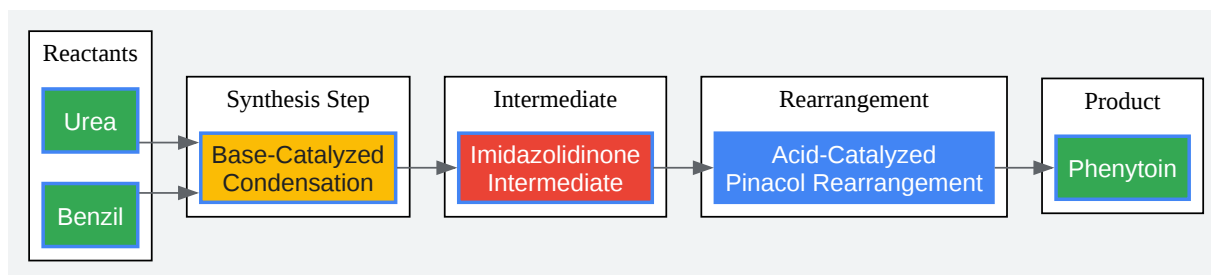 Reactants
Urea
Benzil
Synthesis Step
Base-Catalyzed
Condensation
Intermediate
Imidazolidinone
Intermediate
Rearrangement
Acid-Catalyzed
Pinacol Rearrangement
Product
Phenytoin